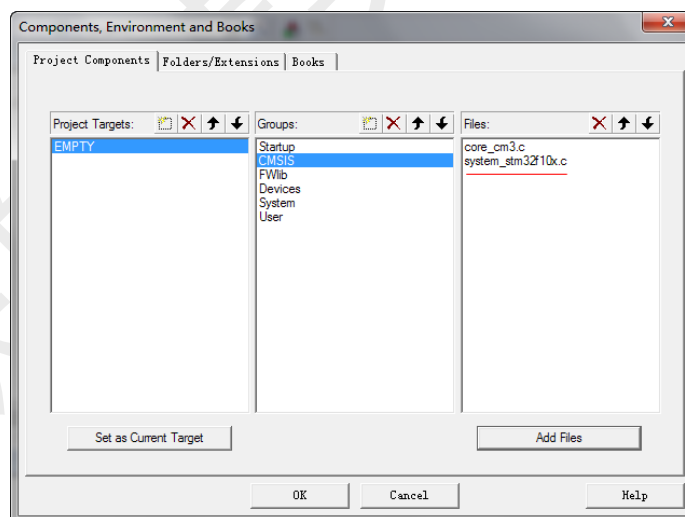 Components, Environment and Books
Project Components Folders/Extensions Books
Project Targets: Groups: Files:
EMPTY
Startup
CMSIS
FWlib
Devices
System
User
core_cm3.c
system_stm32f10x.c
Set as Current Target
Add Files
OK Cancel Help